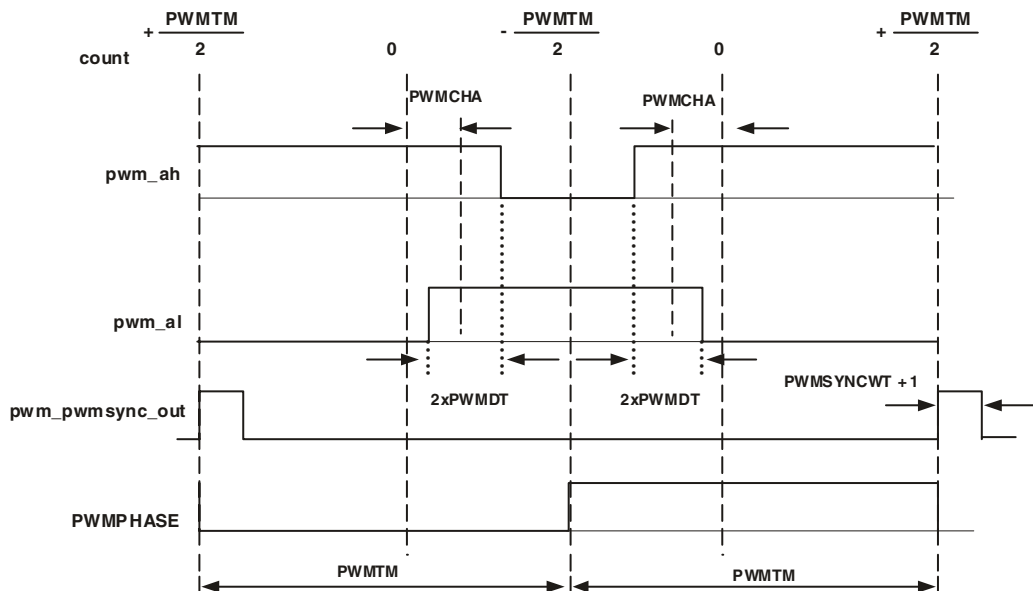 + PWMTM
2
0
- PWMTM
2
0
+ PWMTM
2
count
PWMCHA
PWMCHA
pwm_ah
pwm_al
2xPWMDT
2xPWMDT
PWMSYNCWT +1
pwm_pwmsync_out
PWMPHASE
PWMTM
PWMTM